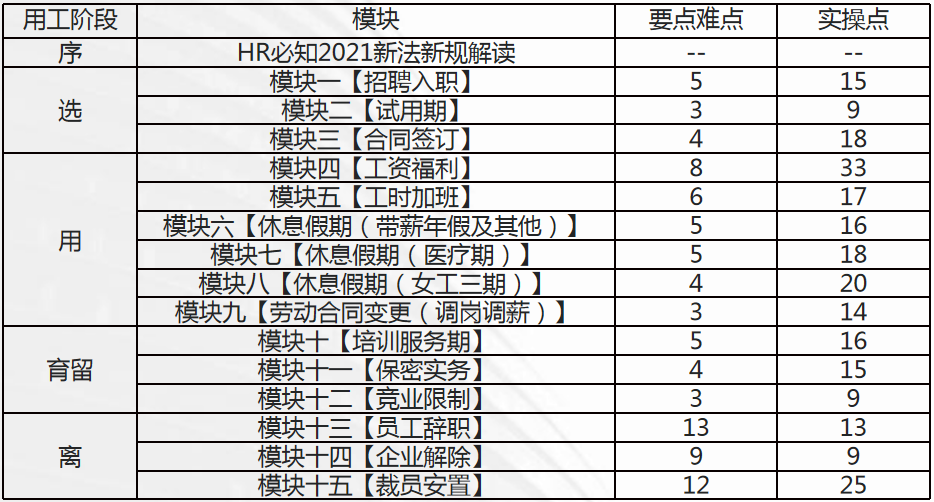 用工阶段 模块 要点难点 实操点
序 HR必知2021新法新规解读 -- --
选 模块一【招聘入职】 5 15
模块二【试用期】 3 9
模块三【合同签订】 4 18
用 模块四【工资福利】 8 33
模块五【工时加班】 6 17
模块六【休息假期（带薪年假及其他）】 5 16
模块七【休息假期（医疗期）】 5 18
模块八【休息假期（女工三期）】 4 20
模块九【劳动合同变更（调岗调薪）】 3 14
育留 模块十【培训服务期】 5 16
模块十一【保密实务】 4 15
模块十二【竞业限制】 3 9
离 模块十三【员工辞职】 13 13
模块十四【企业解除】 9 9
模块十五【裁员安置】 12 25